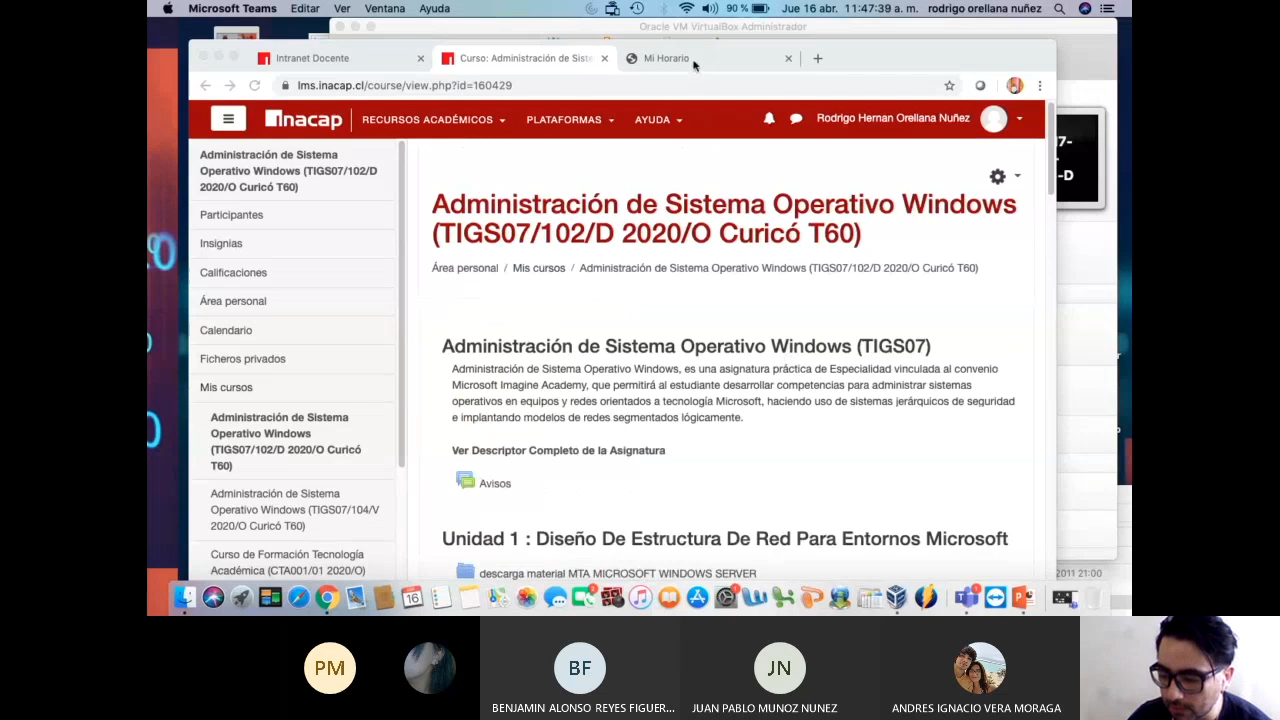 Microsoft Teams Editar Ver Ventana Ayuda 90 % Jue 16 abr. 11:47:39 a. m. rodrigo orellana nuñez
Oracle VM VirtualBox Administrador
Intranet Docente
Curso: Administración de Siste
Mi Horario
lms.inacap.cl/course/view.php?id=160429
Inacap RECURSOS ACADÉMICOS PLATAFORMAS AYUDA Rodrigo Hernan Orellana Nuñez
Administración de Sistema
Operativo Windows (TIGS07/102/D
2020/O Curicó T60)
Participantes
Insignias
Calificaciones
Área personal
Calendario
Ficheros privados
Mis cursos
Administración de Sistema
Operativo Windows
(TIGS07/102/D 2020/O Curicó
T60)
Administración de Sistema
Operativo Windows (TIGS07/104/V
2020/O Curicó T60)
Curso de Formación Tecnología
Académica (CTA001/01 2020/O)
Administración de Sistema Operativo Windows
(TIGS07/102/D 2020/O Curicó T60)
Área personal / Mis cursos / Administración de Sistema Operativo Windows (TIGS07/102/D 2020/O Curicó T60)
Administración de Sistema Operativo Windows (TIGS07)
Administración de Sistema Operativo Windows, es una asignatura práctica de Especialidad vinculada al convenio
Microsoft Imagine Academy, que permitirá al estudiante desarrollar competencias para administrar sistemas
operativos en equipos y redes orientados a tecnología Microsoft, haciendo uso de sistemas jerárquicos de seguridad
e implantando modelos de redes segmentados lógicamente.
Ver Descriptor Completo de la Asignatura
Avisos
Unidad 1 : Diseño De Estructura De Red Para Entornos Microsoft
descarga material MTA MICROSOFT WINDOWS SERVER
7-
-D
2011 21:00
16
PM
BF
JN
BENJAMIN ALONSO REYES FIGUER...
JUAN PABLO MUNOZ NUNEZ
ANDRES IGNACIO VERA MORAGA